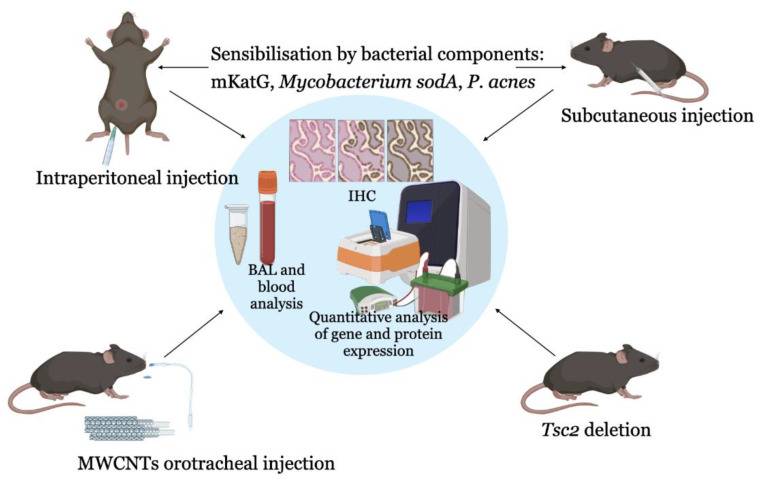 Sensibilisation by bacterial components:
mKatG, Mycobacterium sodA, P. acnes
Subcutaneous injection
Intraperitoneal injection
IHC
BAL and
blood
analysis
Quantitative analysis
of gene and protein
expression
Tsc2 deletion
MWCNTs orotracheal injection